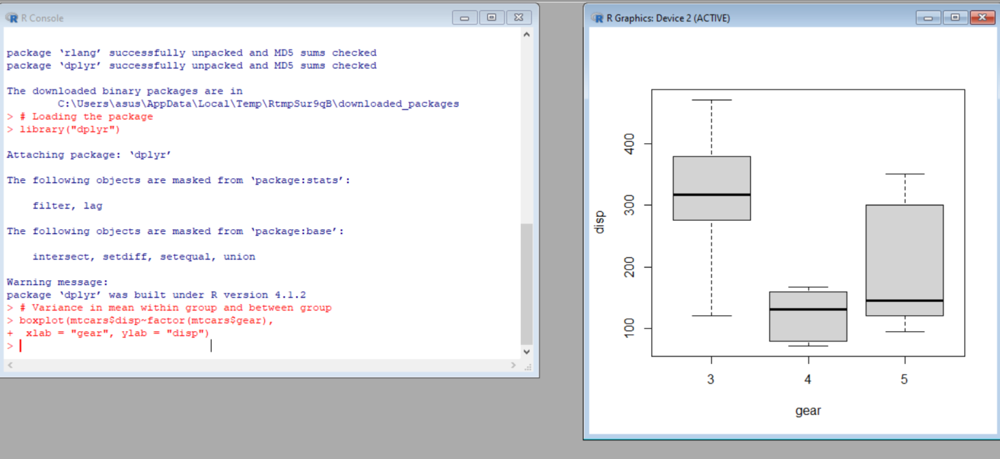 R Console
package ‘rlang’ successfully unpacked and MD5 sums checked
package ‘dplyr’ successfully unpacked and MD5 sums checked
The downloaded binary packages are in
C:\Users\asus\AppData\Local\Temp\RtmpSur9qB\downloaded_packages
> # Loading the package
> library("dplyr")
Attaching package: ‘dplyr’
The following objects are masked from ‘package:stats’:
filter, lag
The following objects are masked from ‘package:base’:
intersect, setdiff, setequal, union
Warning message:
package ‘dplyr’ was built under R version 4.1.2
> # Variance in mean within group and between group
> boxplot(mtcars$disp~factor(mtcars$gear),
+ xlab = "gear", ylab = "disp")
>
R Graphics: Device 2 (ACTIVE)
400
300
200
100
disp
3 4 5
gear